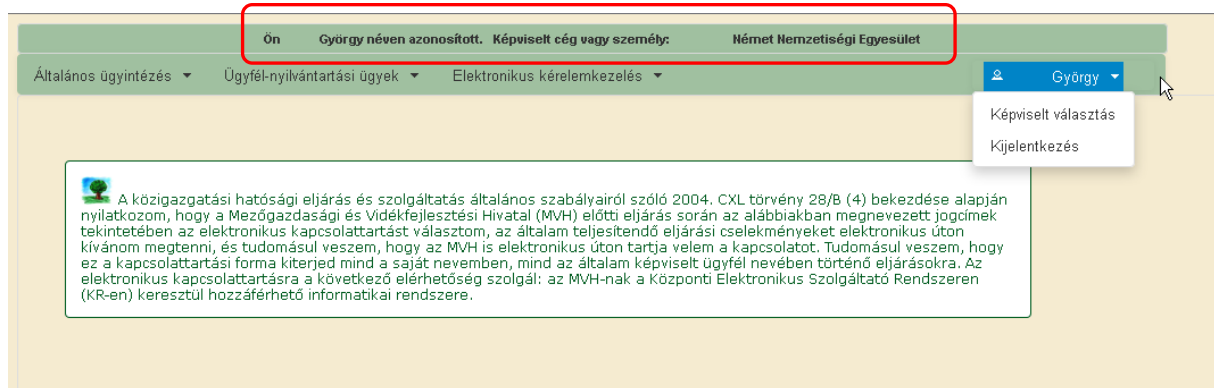 Ön György néven azonosított. Képviselt cég vagy személy: Német Nemzetiségi Egyesület
Általános ügyintézés Ügyfél-nyilvántartási ügyek Elektronikus kérelemkezelés György
Képviselt választás
Kijelentkezés
A közigazgatási hatósági eljárás és szolgáltatás általános szabályairól szóló 2004. CXL törvény 28/B (4) bekezdése alapján
nyilatkozom, hogy a Mezőgazdasági és Vidékfejlesztési Hivatal (MVH) előtti eljárás során az alábbiakban megnevezett jogcímek
tekintetében az elektronikus kapcsolattartást választom, az általam teljesítendő eljárási cselekményeket elektronikus úton
kívánom megtenni, és tudomásul veszem, hogy az MVH is elektronikus úton tartja velem a kapcsolatot. Tudomásul veszem, hogy
ez a kapcsolattartási forma kiterjed mind a saját nevemben, mind az általam képviselt ügyfél nevében történő eljárásokra. Az
elektronikus kapcsolattartásra a következő elérhetőség szolgál: az MVH-nak a Központi Elektronikus Szolgáltató Rendszeren
(KR-en) keresztül hozzáférhető informatikai rendszere.